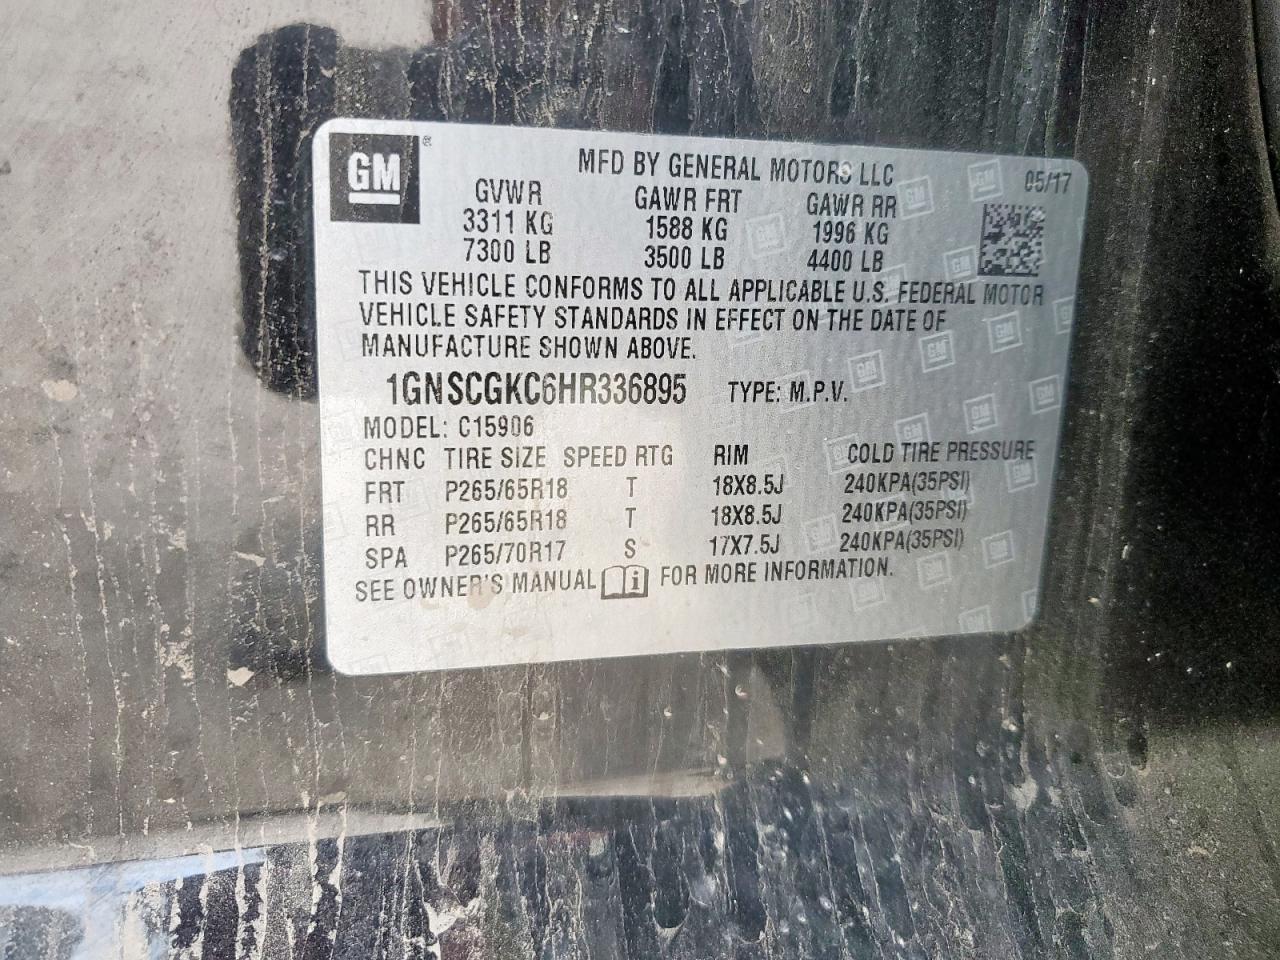 GM®
MFD BY GENERAL MOTORS LLC
05/17
GVWR GAWR FRT GAWR RR
3311 KG 1588 KG 1996 KG
7300 LB 3500 LB 4400 LB
THIS VEHICLE CONFORMS TO ALL APPLICABLE U.S. FEDERAL MOTOR
VEHICLE SAFETY STANDARDS IN EFFECT ON THE DATE OF
MANUFACTURE SHOWN ABOVE.
1GNSCGKC6HR336895 TYPE: M.P.V.
MODEL: C15906
CHNC TIRE SIZE SPEED RTG RIM COLD TIRE PRESSURE
FRT P265/65R18 T 18X8.5J 240KPA(35PSI)
RR P265/65R18 T 18X8.5J 240KPA(35PSI)
SPA P265/70R17 S 17X7.5J 240KPA(35PSI)
SEE OWNER'S MANUAL i FOR MORE INFORMATION.